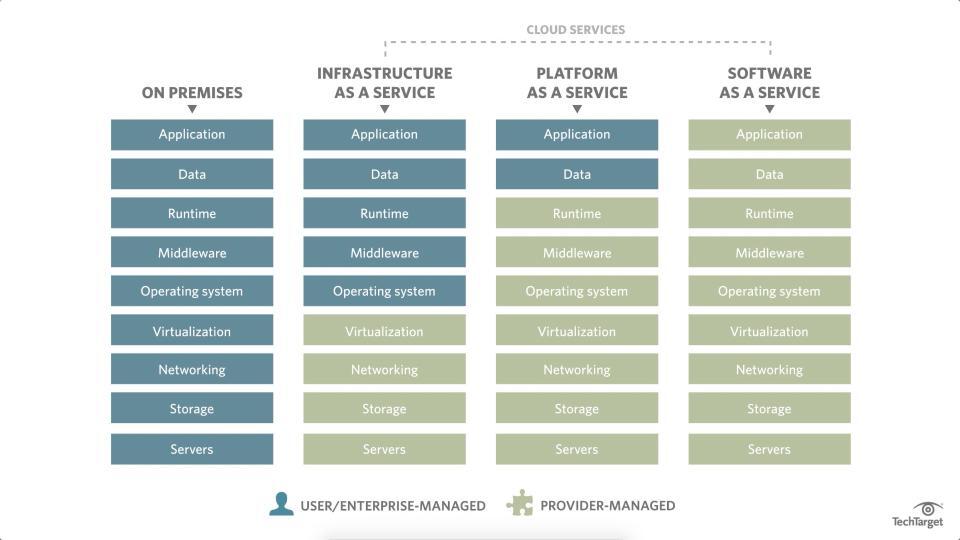 CLOUD SERVICES
ON PREMISES
INFRASTRUCTURE
AS A SERVICE
PLATFORM
AS A SERVICE
SOFTWARE
AS A SERVICE
Application
Application
Application
Application
Data
Data
Data
Data
Runtime
Runtime
Runtime
Runtime
Middleware
Middleware
Middleware
Middleware
Operating system
Operating system
Operating system
Operating system
Virtualization
Virtualization
Virtualization
Virtualization
Networking
Networking
Networking
Networking
Storage
Storage
Storage
Storage
Servers
Servers
Servers
Servers
USER/ENTERPRISE-MANAGED
PROVIDER-MANAGED
TechTarget